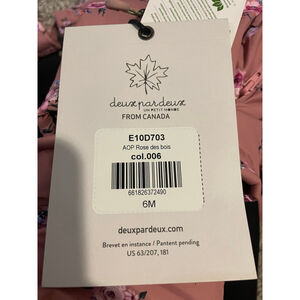 deux par deux
UN PETIT MONDE
FROM CANADA
E10D703
AOP Rose des bois
col.006
661826372490
6M
deuxpardeux.com
Brevet en instance / Pantent pending
US 63/207, 181